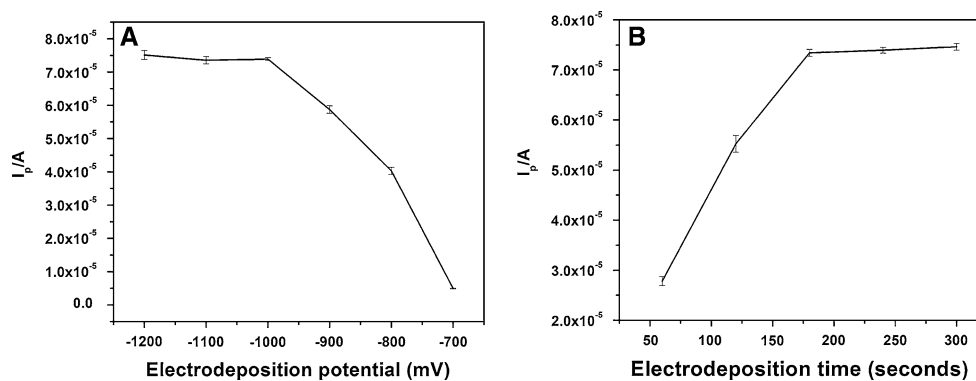 A
8.0x10-5
7.0x10-5
6.0x10-5
5.0x10-5
4.0x10-5
3.0x10-5
2.0x10-5
1.0x10-5
0.0
Ip/A
-1200 -1100 -1000 -900 -800 -700
Electrodeposition potential (mV)
B
8.0x10-5
7.0x10-5
6.0x10-5
5.0x10-5
4.0x10-5
3.0x10-5
2.0x10-5
Ip/A
50 100 150 200 250 300
Electrodeposition time (seconds)